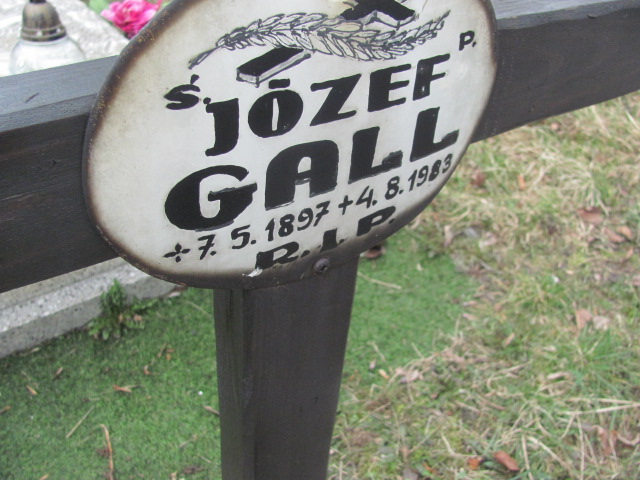 Ś. P.
JÓZEF
GALL
+ 7. 5. 1897 + 4. 8. 1983
R. I. P.